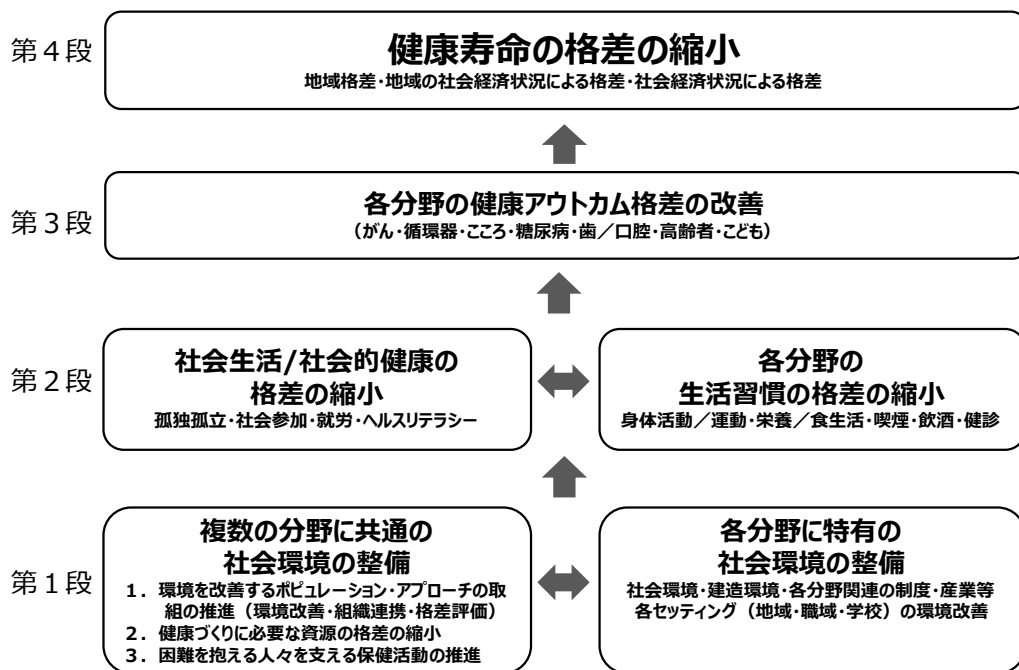 第４段
健康寿命の格差の縮小
地域格差・地域の社会経済状況による格差・社会経済状況による格差
第３段
各分野の健康アウトカム格差の改善
（がん・循環器・こころ・糖尿病・歯／口腔・高齢者・こども）
第２段
社会生活/社会的健康の
格差の縮小
孤独孤立・社会参加・就労・ヘルスリテラシー
各分野の
生活習慣の格差の縮小
身体活動／運動・栄養／食生活・喫煙・飲酒・健診
第１段
複数の分野に共通の
社会環境の整備
１．環境を改善するポピュレーション・アプローチの取
組の推進（環境改善・組織連携・格差評価）
２．健康づくりに必要な資源の格差の縮小
３．困難を抱える人々を支える保健活動の推進
各分野に特有の
社会環境の整備
社会環境・建造環境・各分野関連の制度・産業等
各セッティング（地域・職域・学校）の環境改善